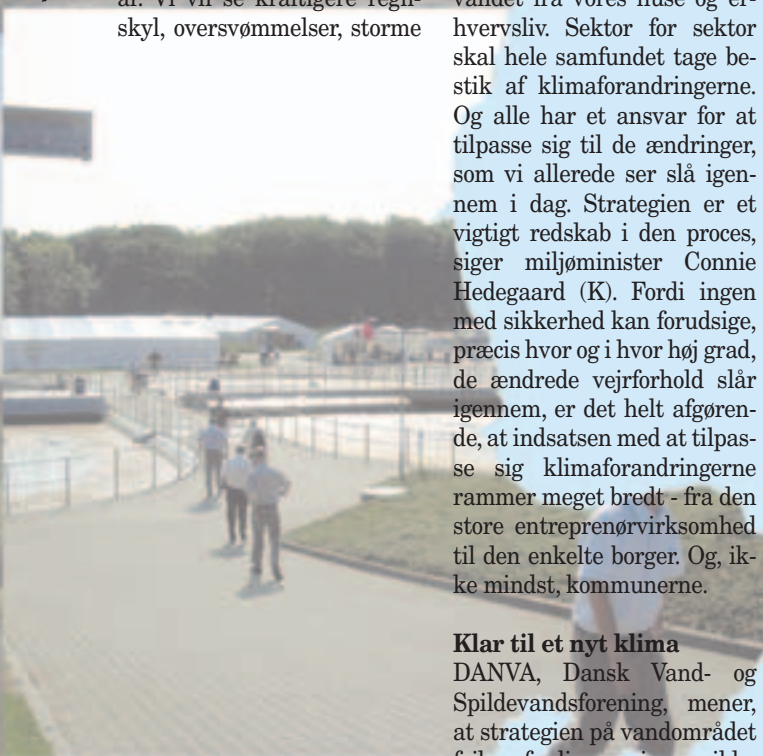 år. Vi vil se kraftigere regn-
skyl, oversvømmelser, storme
vandet fra vores huse og er-
hvervsliv. Sektor for sektor
skal hele samfundet tage be-
stik af klimaforandringerne.
Og alle har et ansvar for at
tilpasse sig til de ændringer,
som vi allerede ser slå igen-
nem i dag. Strategien er et
vigtigt redskab i den proces,
siger miljøminister Connie
Hedegaard (K). Fordi ingen
med sikkerhed kan forudsige,
præcis hvor og i hvor høj grad,
de ændrede vejrforhold slår
igennem, er det helt afgøren-
de, at indsatsen med at tilpas-
se sig klimaforandringerne
rammer meget bredt - fra den
store entreprenørvirksomhed
til den enkelte borger. Og, ik-
ke mindst, kommunerne.
Klar til et nyt klima
DANVA, Dansk Vand- og
Spildevandsforening, mener,
at strategien på vandområdet